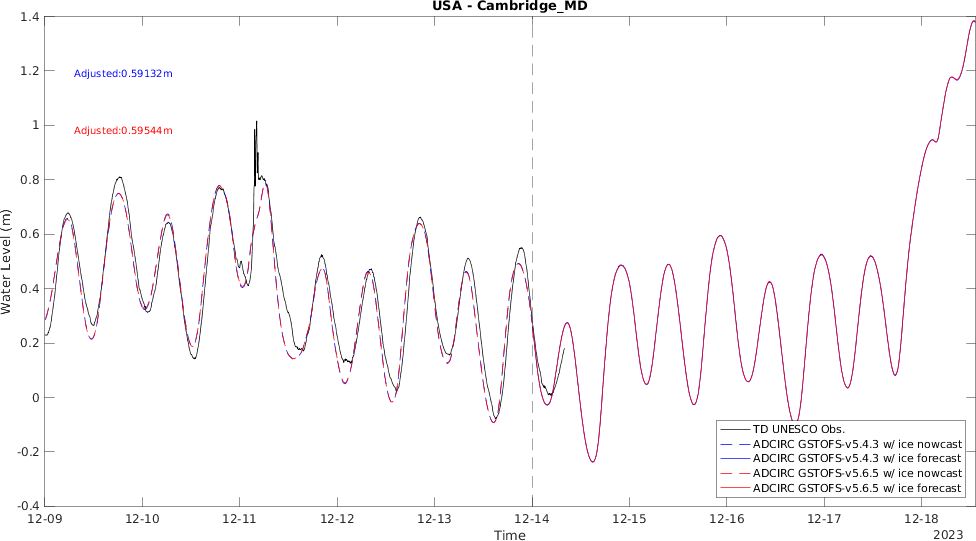 USA - Cambridge_MD
Adjusted:0.59132m
Adjusted:0.59544m
Water Level (m)
1.4
1.2
1
0.8
0.6
0.4
0.2
0
-0.2
-0.4
12-09 12-10 12-11 12-12 12-13 12-14 12-15 12-16 12-17 12-18
Time
2023
TD UNESCO Obs.
ADCIRC GSTOFS-v5.4.3 w/ ice nowcast
ADCIRC GSTOFS-v5.4.3 w/ ice forecast
ADCIRC GSTOFS-v5.6.5 w/ ice nowcast
ADCIRC GSTOFS-v5.6.5 w/ ice forecast